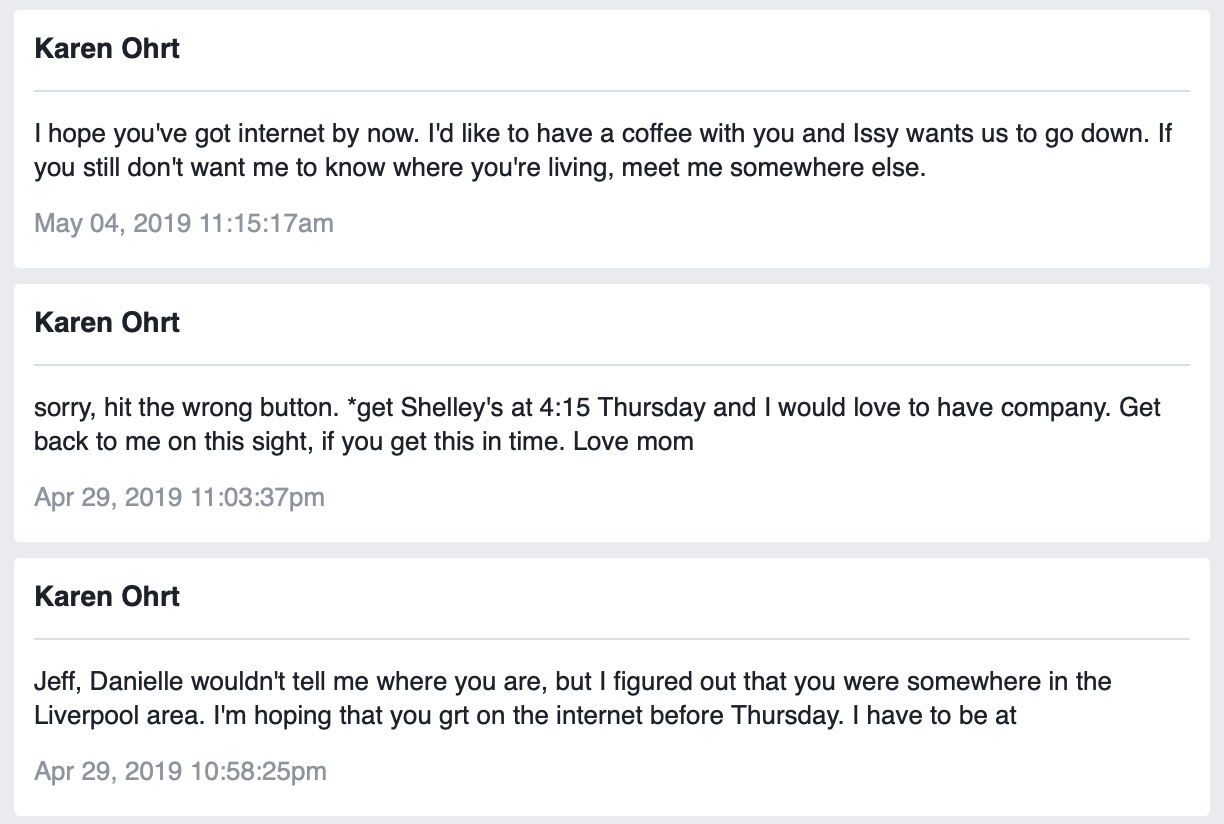 Karen Ohrt
I hope you've got internet by now. I'd like to have a coffee with you and Issy wants us to go down. If
you still don't want me to know where you're living, meet me somewhere else.
May 04, 2019 11:15:17am
Karen Ohrt
sorry, hit the wrong button. *get Shelley's at 4:15 Thursday and I would love to have company. Get
back to me on this sight, if you get this in time. Love mom
Apr 29, 2019 11:03:37pm
Karen Ohrt
Jeff, Danielle wouldn't tell me where you are, but I figured out that you were somewhere in the
Liverpool area. I'm hoping that you grt on the internet before Thursday. I have to be at
Apr 29, 2019 10:58:25pm